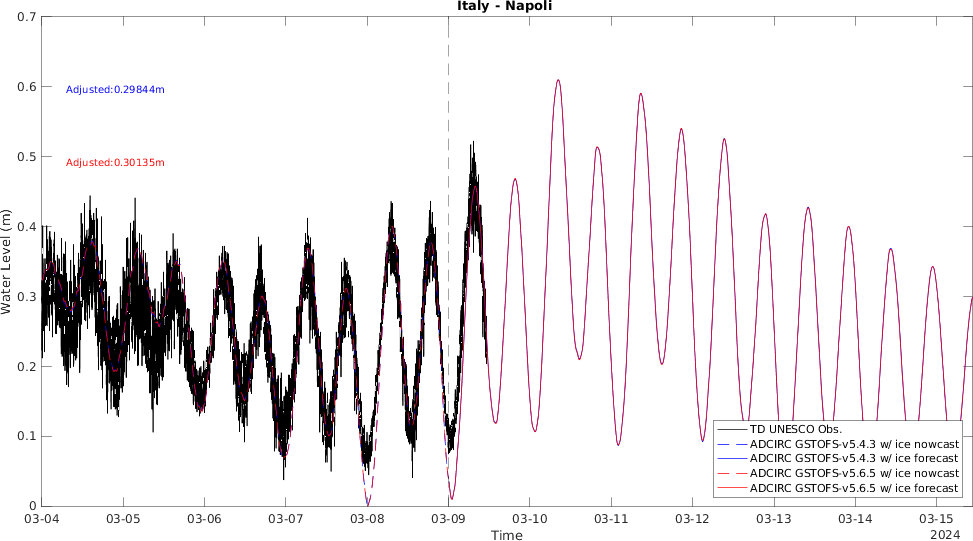 Italy - Napoli
0.7
0.6
0.5
0.4
0.3
0.2
0.1
0
Water Level (m)
Adjusted:0.29844m
Adjusted:0.30135m
TD UNESCO Obs.
ADCIRC GSTOFS-v5.4.3 w/ ice nowcast
ADCIRC GSTOFS-v5.4.3 w/ ice forecast
ADCIRC GSTOFS-v5.6.5 w/ ice nowcast
ADCIRC GSTOFS-v5.6.5 w/ ice forecast
03-04 03-05 03-06 03-07 03-08 03-09 03-10 03-11 03-12 03-13 03-14 03-15
Time
2024